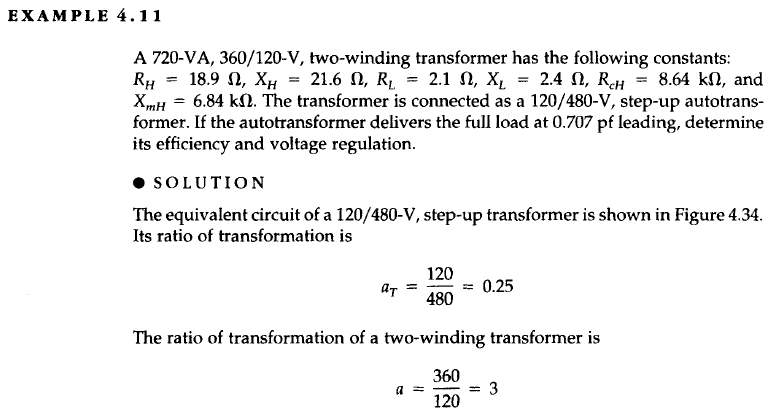 EXAMPLE 4.11
A 720-VA, 360/120-V, two-winding transformer has the following constants:
R_H = 18.9 Ω, X_H = 21.6 Ω, R_L = 2.1 Ω, X_L = 2.4 Ω, R_cH = 8.64 kΩ, and
X_mH = 6.84 kΩ. The transformer is connected as a 120/480-V, step-up autotrans-
former. If the autotransformer delivers the full load at 0.707 pf leading, determine
its efficiency and voltage regulation.
● SOLUTION
The equivalent circuit of a 120/480-V, step-up transformer is shown in Figure 4.34.
Its ratio of transformation is
a_T = 120/480 = 0.25
The ratio of transformation of a two-winding transformer is
a = 360/120 = 3